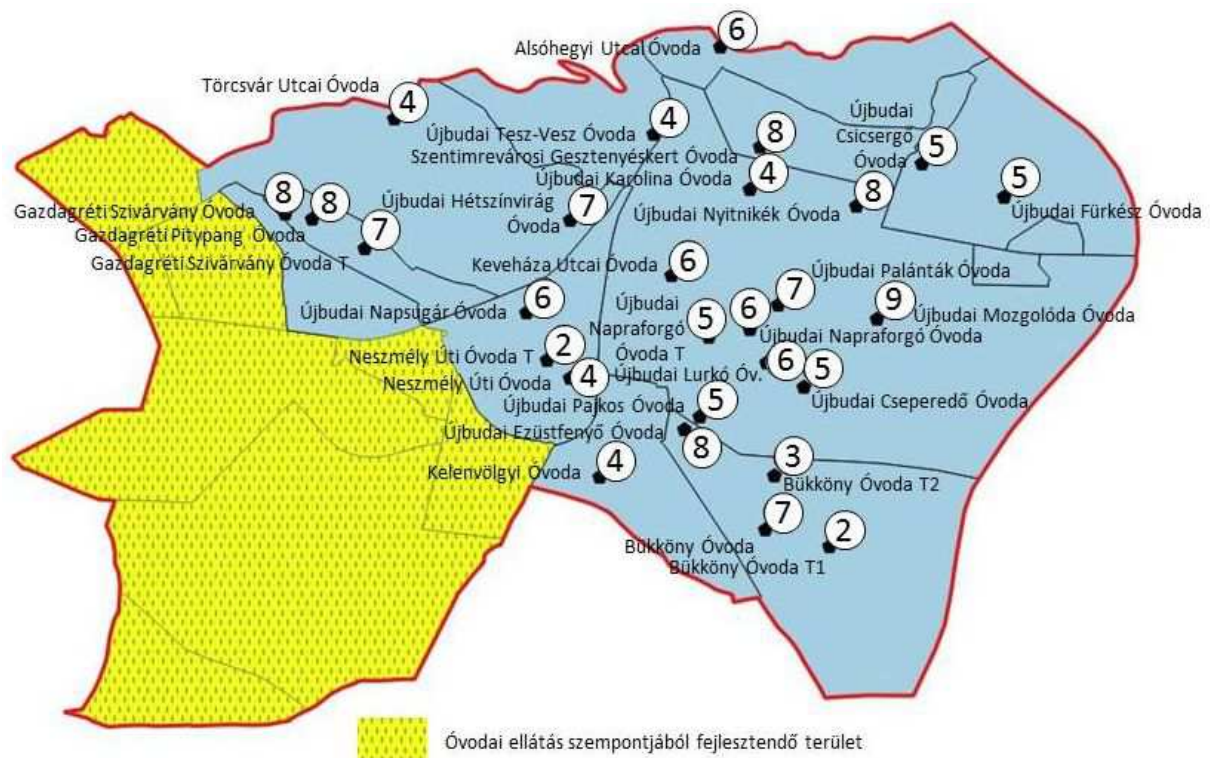 6
Alsóhegyi Utcai Óvoda
Törcsvár Utcai Óvoda
4
Újbudai Tesz-Vesz Óvoda
4
Szentimrevárosi Gesztenyéskert Óvoda
8
Újbudai
Csicsergő
Óvoda
5
Újbudai Karolina Óvoda
4
Újbudai Nyitnikék Óvoda
8
5
Újbudai Fürkész Óvoda
Gazdagréti Szivárvány Óvoda
8
Gazdagréti Pitypang Óvoda
8
Gazdagréti Szivárvány Óvoda T
7
Újbudai Hétszínvirág
Óvoda
7
Keveháza Utcai Óvoda
6
Újbudai Palánták Óvoda
7
Újbudai Napsugár Óvoda
6
Újbudai
Napraforgó
Óvoda T
5
6
Újbudai Napraforgó Óvoda
9
Újbudai Mozgolóda Óvoda
Neszmély Úti Óvoda T
2
Neszmély Úti Óvoda
4
Újbudai Lurkó Óv.
6
5
Újbudai Cseperedő Óvoda
Újbudai Pajkos Óvoda
5
Újbudai Ezüstfenyő Óvoda
8
Kelenvölgyi Óvoda
4
3
Bükköny Óvoda T2
7
Bükköny Óvoda
2
Bükköny Óvoda T1
Óvodai ellátás szempontjából fejlesztendő terület